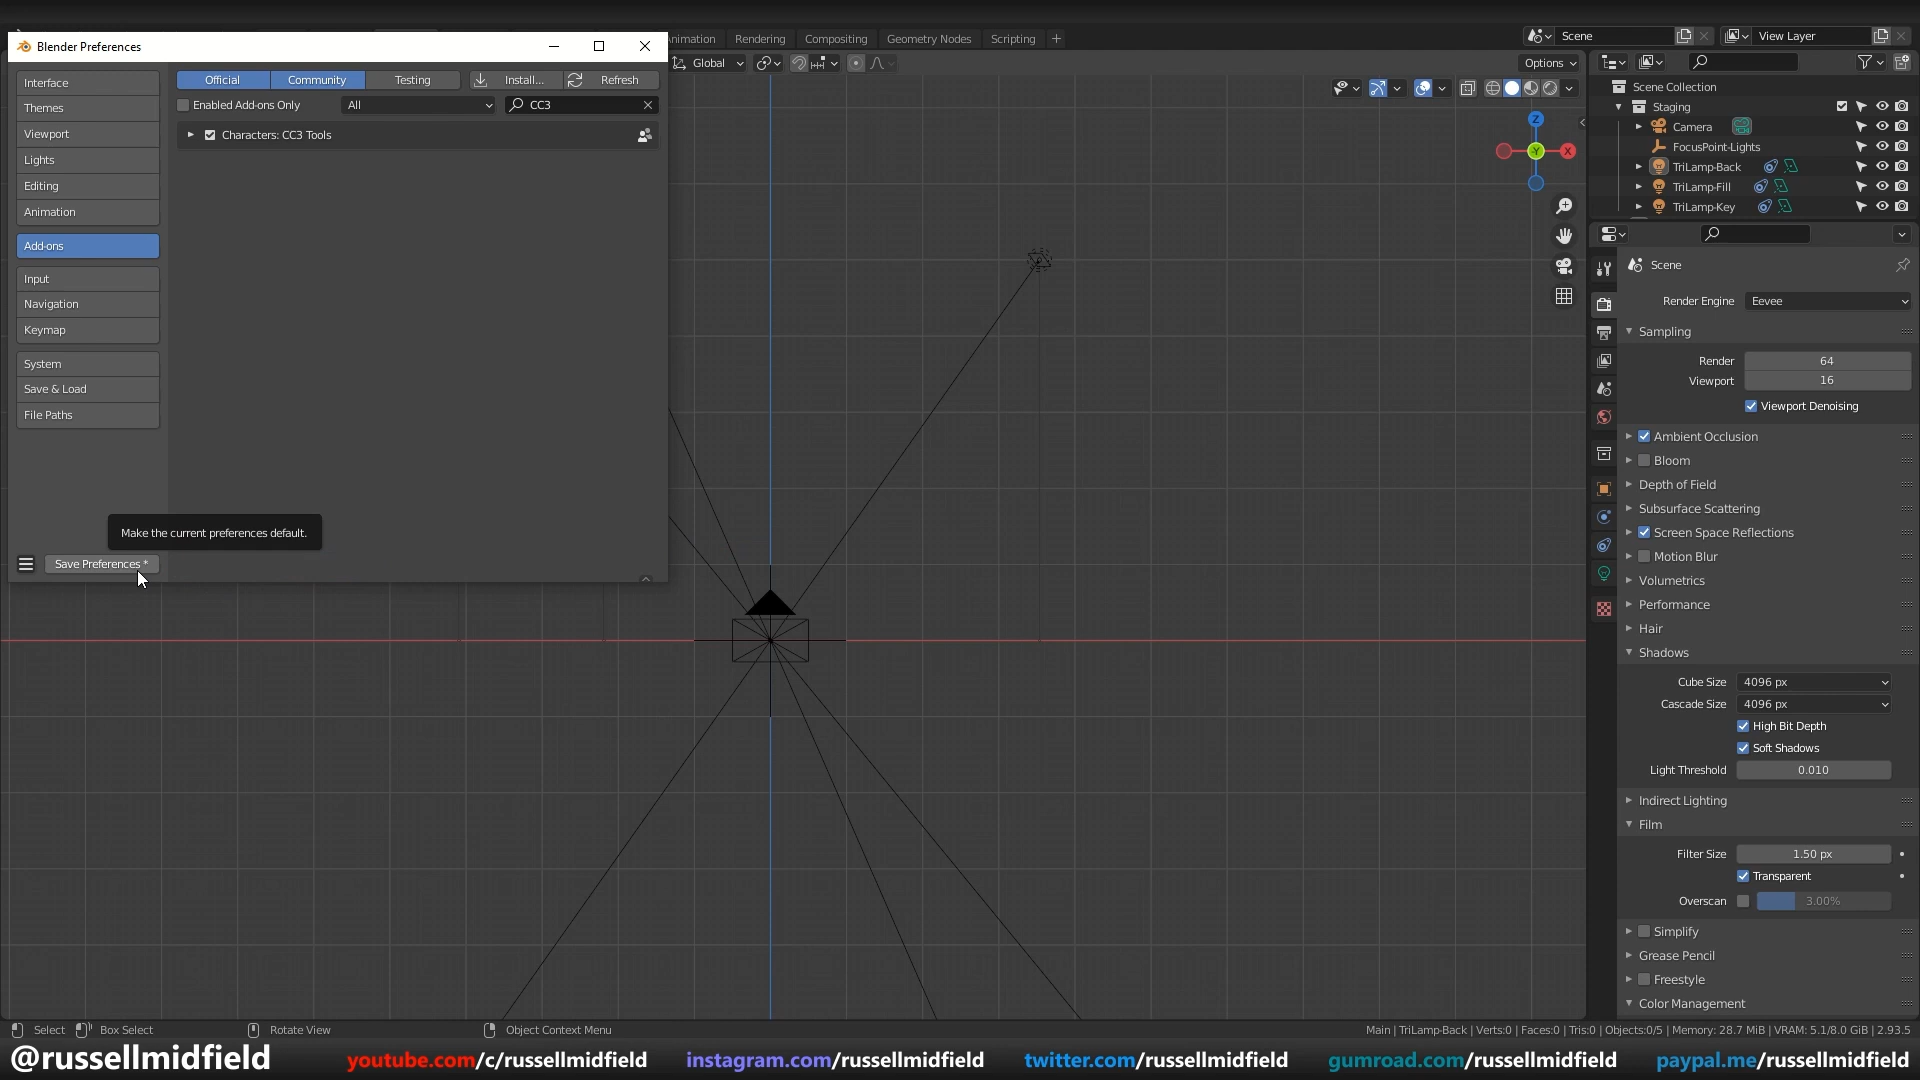 Blender Preferences
Animation Rendering Compositing Geometry Nodes Scripting
Scene
View Layer
Interface
Themes
Viewport
Lights
Editing
Animation
Add-ons
Input
Navigation
Keymap
System
Save & Load
File Paths
Official Community Testing Install... Refresh
Enabled Add-ons Only All CC3
Characters: CC3 Tools
Make the current preferences default.
Save Preferences *
Global
Options
Z
Y
X
Scene Collection
Staging
Camera
FocusPoint-Lights
TriLamp-Back
TriLamp-Fill
TriLamp-Key
Scene
Render Engine Eevee
Sampling
Render 64
Viewport 16
Viewport Denoising
Ambient Occlusion
Bloom
Depth of Field
Subsurface Scattering
Screen Space Reflections
Motion Blur
Volumetrics
Performance
Hair
Shadows
Cube Size 4096 px
Cascade Size 4096 px
High Bit Depth
Soft Shadows
Light Threshold 0.010
Indirect Lighting
Film
Filter Size 1.50 px
Transparent
Overscan 3.00%
Simplify
Grease Pencil
Freestyle
Color Management
Select Box Select Rotate View Object Context Menu
Main | TriLamp-Back | Verts:0 | Faces:0 | Tris:0 | Objects:0/5 | Memory: 28.7 MiB | VRAM: 5.1/8.0 GiB | 2.93.5
@russellmidfield youtube.com/c/russellmidfield instagram.com/russellmidfield twitter.com/russellmidfield gumroad.com/russellmidfield paypal.me/russellmidfield